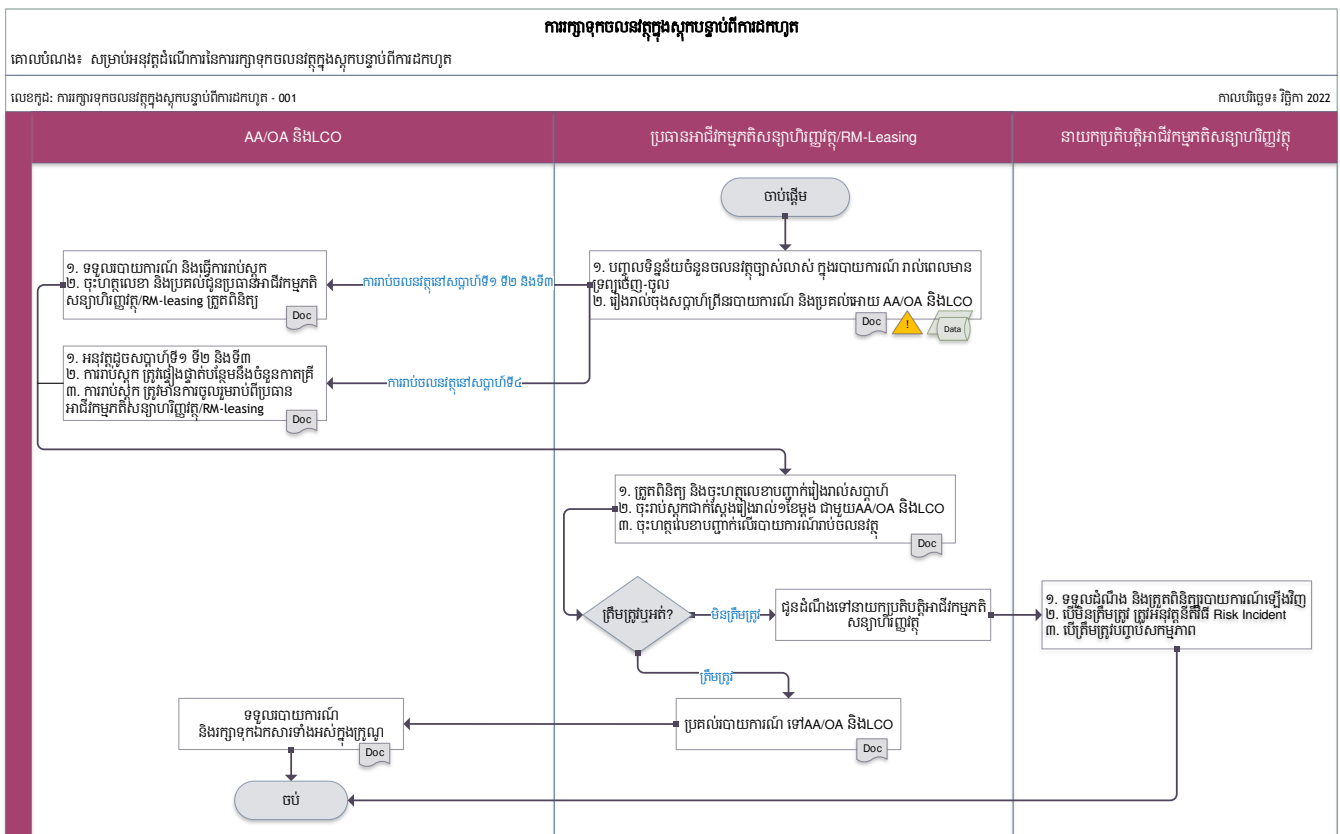 ការរក្សាទុកចលនវត្ថុក្នុងស្តុកបន្ទាប់ពីការដកហូត
គោលបំណង៖ សម្រាប់អនុវត្តដំណើការនៃការរក្សាទុកចលនវត្ថុក្នុងស្តុកបន្ទាប់ពីការដកហូត
លេខកូដ: ការរក្សារទុកចលនវត្ថុក្នុងស្តុកបន្ទាប់ពីការដកហូត - 001
កាលបរិច្ឆេទ៖ វិច្ឆិកា 2022
AA/OA និងLCO
ប្រធានអាជីវកម្មភតិសន្យាហិរញ្ញវត្ថុ/RM-Leasing
នាយកប្រតិបត្តិអាជីវកម្មភតិសន្យាហរិញ្ញវត្ថុ
ចាប់ផ្តើម
១. ទទួលរបាយការណ៍ និងធ្វើការរាប់ស្តុក
២. ចុះហត្ថលេខា និងប្រគល់ជូនប្រធានអាជីវកម្មភតិ
សន្យាហិរញ្ញវត្ថុ/RM-leasing ត្រួតពិនិត្យ
Doc
ការរាប់ចលនវត្ថុនៅសប្តាហ៍ទី១ ទី២ និងទី៣
១. បញ្ចូលទិន្នន័យចំនួនចលនវត្ថុច្បាស់លាស់ ក្នុងរបាយការណ៍ រាល់ពេលមាន
ទ្រព្យចេញ-ចូល
២. រៀងរាល់ចុងសប្តាហ៍ព្រីនរបាយការណ៍ និងប្រគល់អោយ AA/OA និងLCO
Doc
!
Data
១. អនុវត្តដូចសប្តាហ៍ទី១ ទី២ និងទី៣
២. ការរាប់ស្តុក ត្រូវផ្ទៀងផ្ទាត់បន្ថែមនឹងចំនួនកាតគ្រី
៣. ការរាប់ស្តុក ត្រូវមានការចូលរួមរាប់ពីប្រធាន
អាជីវកម្មភតិសន្យាហរិញ្ញវត្ថុ/RM-leasing
Doc
ការរាប់ចលនវត្ថុនៅសប្តាហ៍ទី៤
១. ត្រួតពិនិត្យ និងចុះហត្ថលេខាបញ្ជាក់រៀងរាល់សប្តាហ៍
២. ចុះរាប់ស្តុកជាក់ស្តែងរៀងរាល់១ខែម្តង ជាមួយAA/OA និងLCO
៣. ចុះហត្ថលេខាបញ្ជាក់លើរបាយការណ៍រាប់ចលនវត្ថុ
Doc
ត្រឹមត្រូវឬអត់?
មិនត្រឹមត្រូវ
ជូនដំណឹងទៅនាយក្សប្រតិបត្តិអាជីវកម្មភតិ
សន្យាហិរញ្ញវត្ថុ
១. ទទួលដំណឹង និងត្រួតពិនិត្យរបាយការណ៍ឡើងវិញ
២. បើមិនត្រឹមត្រូវ ត្រូវអនុវត្តនីតិវិធី Risk Incident
៣. បើត្រឹមត្រូវបញ្ចប់សកម្មភាព
ត្រឹមត្រូវ
ទទួលរបាយការណ៍
និងរក្សាទុកឯកសារទាំងអស់ក្នុងក្រូណូ
Doc
ប្រគល់របាយការណ៍ ទៅAA/OA និងLCO
Doc
ចប់